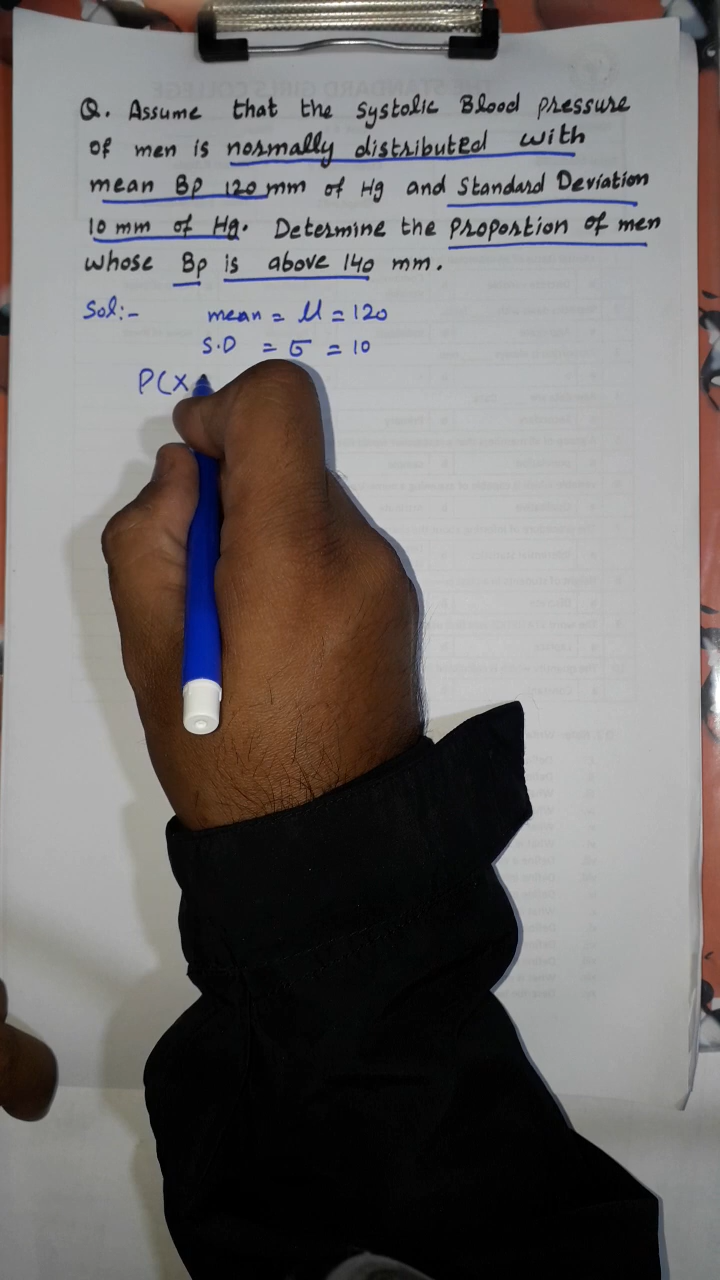 Q. Assume that the systolic Blood pressure
of men is normally distributed with
mean Bp 120 mm of Hg and Standard Deviation
10 mm of Hg. Determine the proportion of men
whose Bp is above 140 mm.
Sol:- mean = μ = 120
S.D = σ = 10
P(X